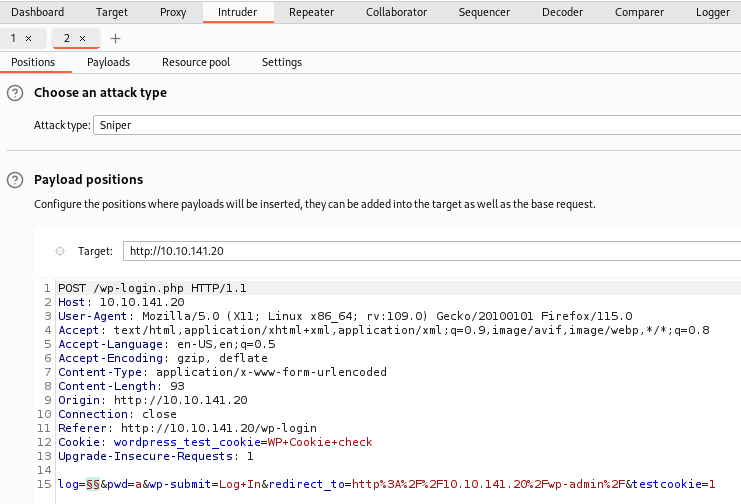 Dashboard Target Proxy Intruder Repeater Collaborator Sequencer Decoder Comparer Logger
1 × 2 × +
Positions Payloads Resource pool Settings
? Choose an attack type
Attack type: Sniper
? Payload positions
Configure the positions where payloads will be inserted, they can be added into the target as well as the base request.
Target: http://10.10.141.20
1 POST /wp-login.php HTTP/1.1
2 Host: 10.10.141.20
3 User-Agent: Mozilla/5.0 (X11; Linux x86_64; rv:109.0) Gecko/20100101 Firefox/115.0
4 Accept: text/html,application/xhtml+xml,application/xml;q=0.9,image/avif,image/webp,*/*;q=0.8
5 Accept-Language: en-US,en;q=0.5
6 Accept-Encoding: gzip, deflate
7 Content-Type: application/x-www-form-urlencoded
8 Content-Length: 93
9 Origin: http://10.10.141.20
10 Connection: close
11 Referer: http://10.10.141.20/wp-login
12 Cookie: wordpress_test_cookie=WP+Cookie+check
13 Upgrade-Insecure-Requests: 1
14
15 log=§§&pwd=a&wp-submit=Log+In&redirect_to=http%3A%2F%2F10.10.141.20%2Fwp-admin%2F&testcookie=1